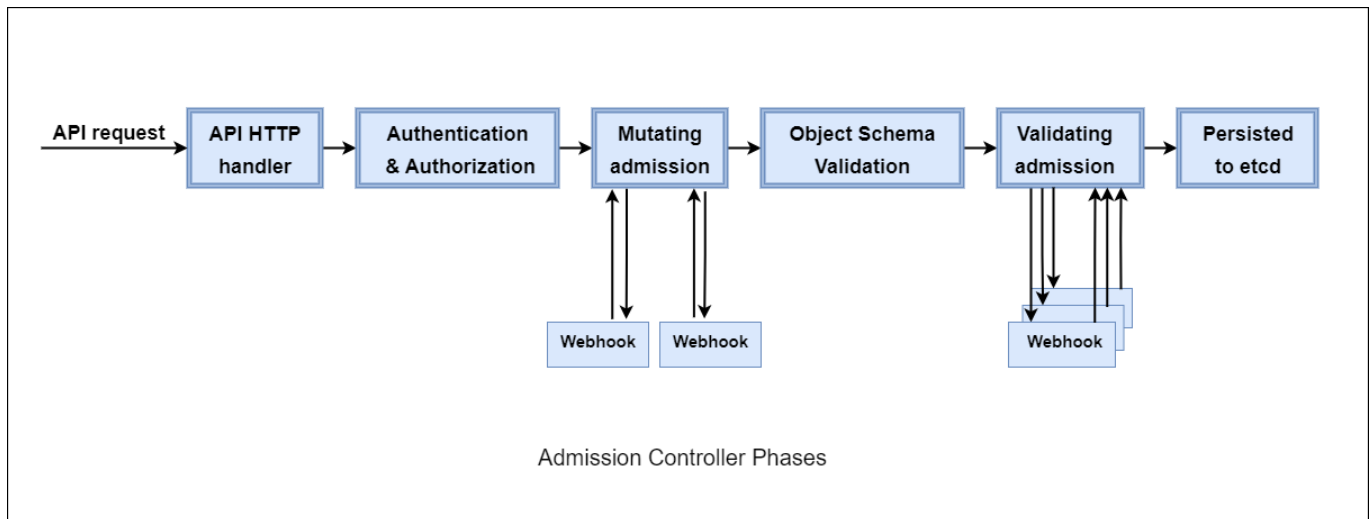 API request
API HTTP
handler
Authentication
& Authorization
Mutating
admission
Object Schema
Validation
Validating
admission
Persisted
to etcd
Webhook
Webhook
Webhook
Admission Controller Phases